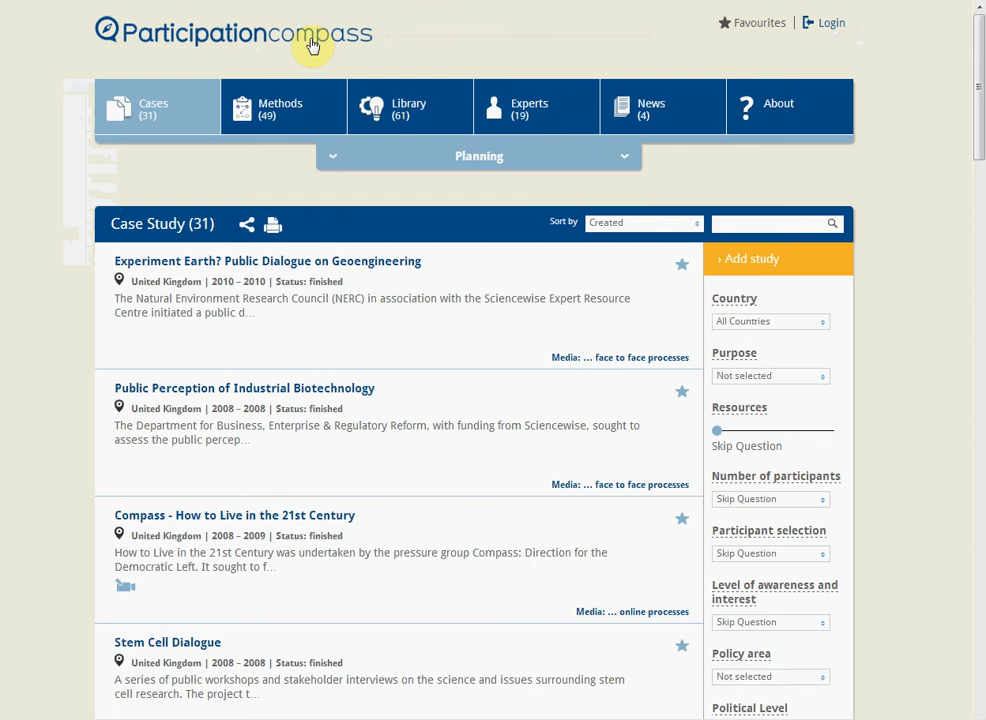 Participationcompass
Favourites | Login
Cases
(31)
Methods
(49)
Library
(61)
Experts
(19)
News
(4)
About
Planning
Case Study (31)
Sort by
Created
Experiment Earth? Public Dialogue on Geoengineering
United Kingdom | 2010 – 2010 | Status: finished
The Natural Environment Research Council (NERC) in association with the Sciencewise Expert Resource
Centre initiated a public d...
Media: ... face to face processes
Public Perception of Industrial Biotechnology
United Kingdom | 2008 – 2008 | Status: finished
The Department for Business, Enterprise & Regulatory Reform, with funding from Sciencewise, sought to
assess the public percep...
Media: ... face to face processes
Compass - How to Live in the 21st Century
United Kingdom | 2008 – 2009 | Status: finished
How to Live in the 21st Century was undertaken by the pressure group Compass: Direction for the
Democratic Left. It sought to f...
Media: ... online processes
Stem Cell Dialogue
United Kingdom | 2008 – 2008 | Status: finished
A series of public workshops and stakeholder interviews on the science and issues surrounding stem
cell research. The project t...
› Add study
Country
All Countries
Purpose
Not selected
Resources
Skip Question
Number of participants
Skip Question
Participant selection
Skip Question
Level of awareness and
interest
Skip Question
Policy area
Not selected
Political Level